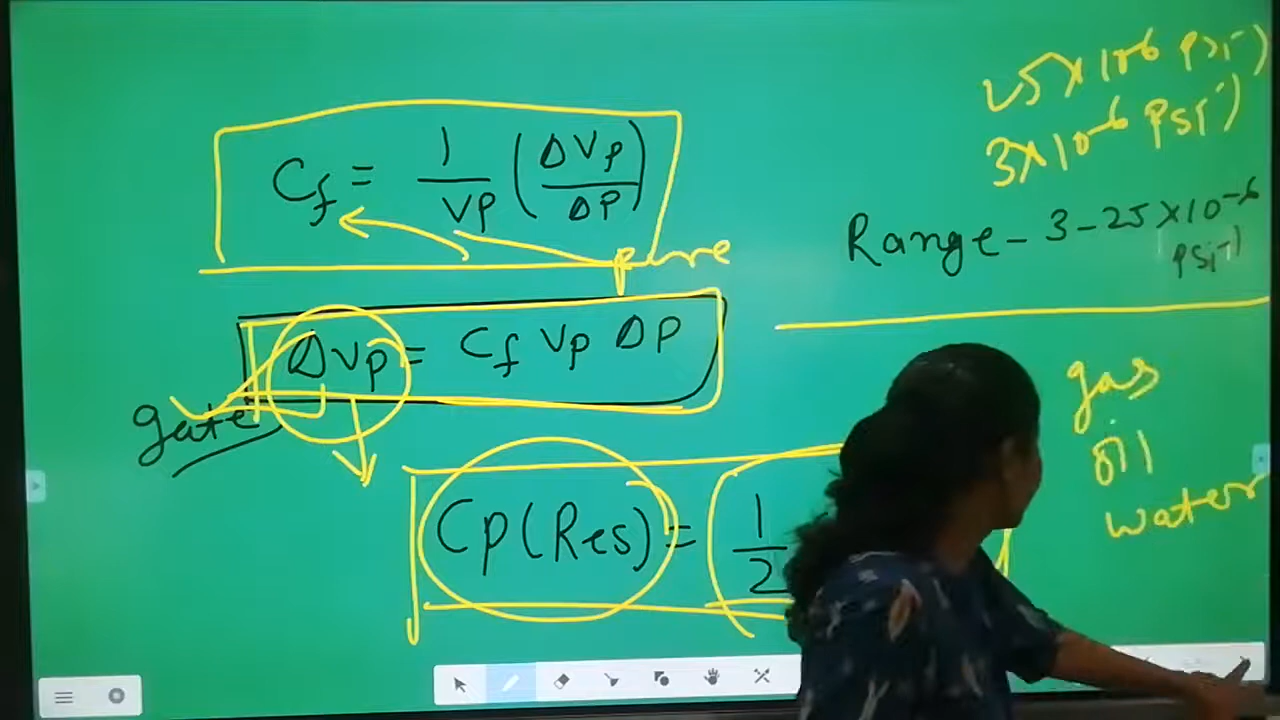 25×10-6 psi-1)
3×10-6 psi-1)
Cf = 1/Vp (ΔVp/ΔP)
Range - 3-25×10-6
psi-1
ΔVp = Cf Vp ΔP
gate
gas
oil
water
Cp(Res) = 1/2